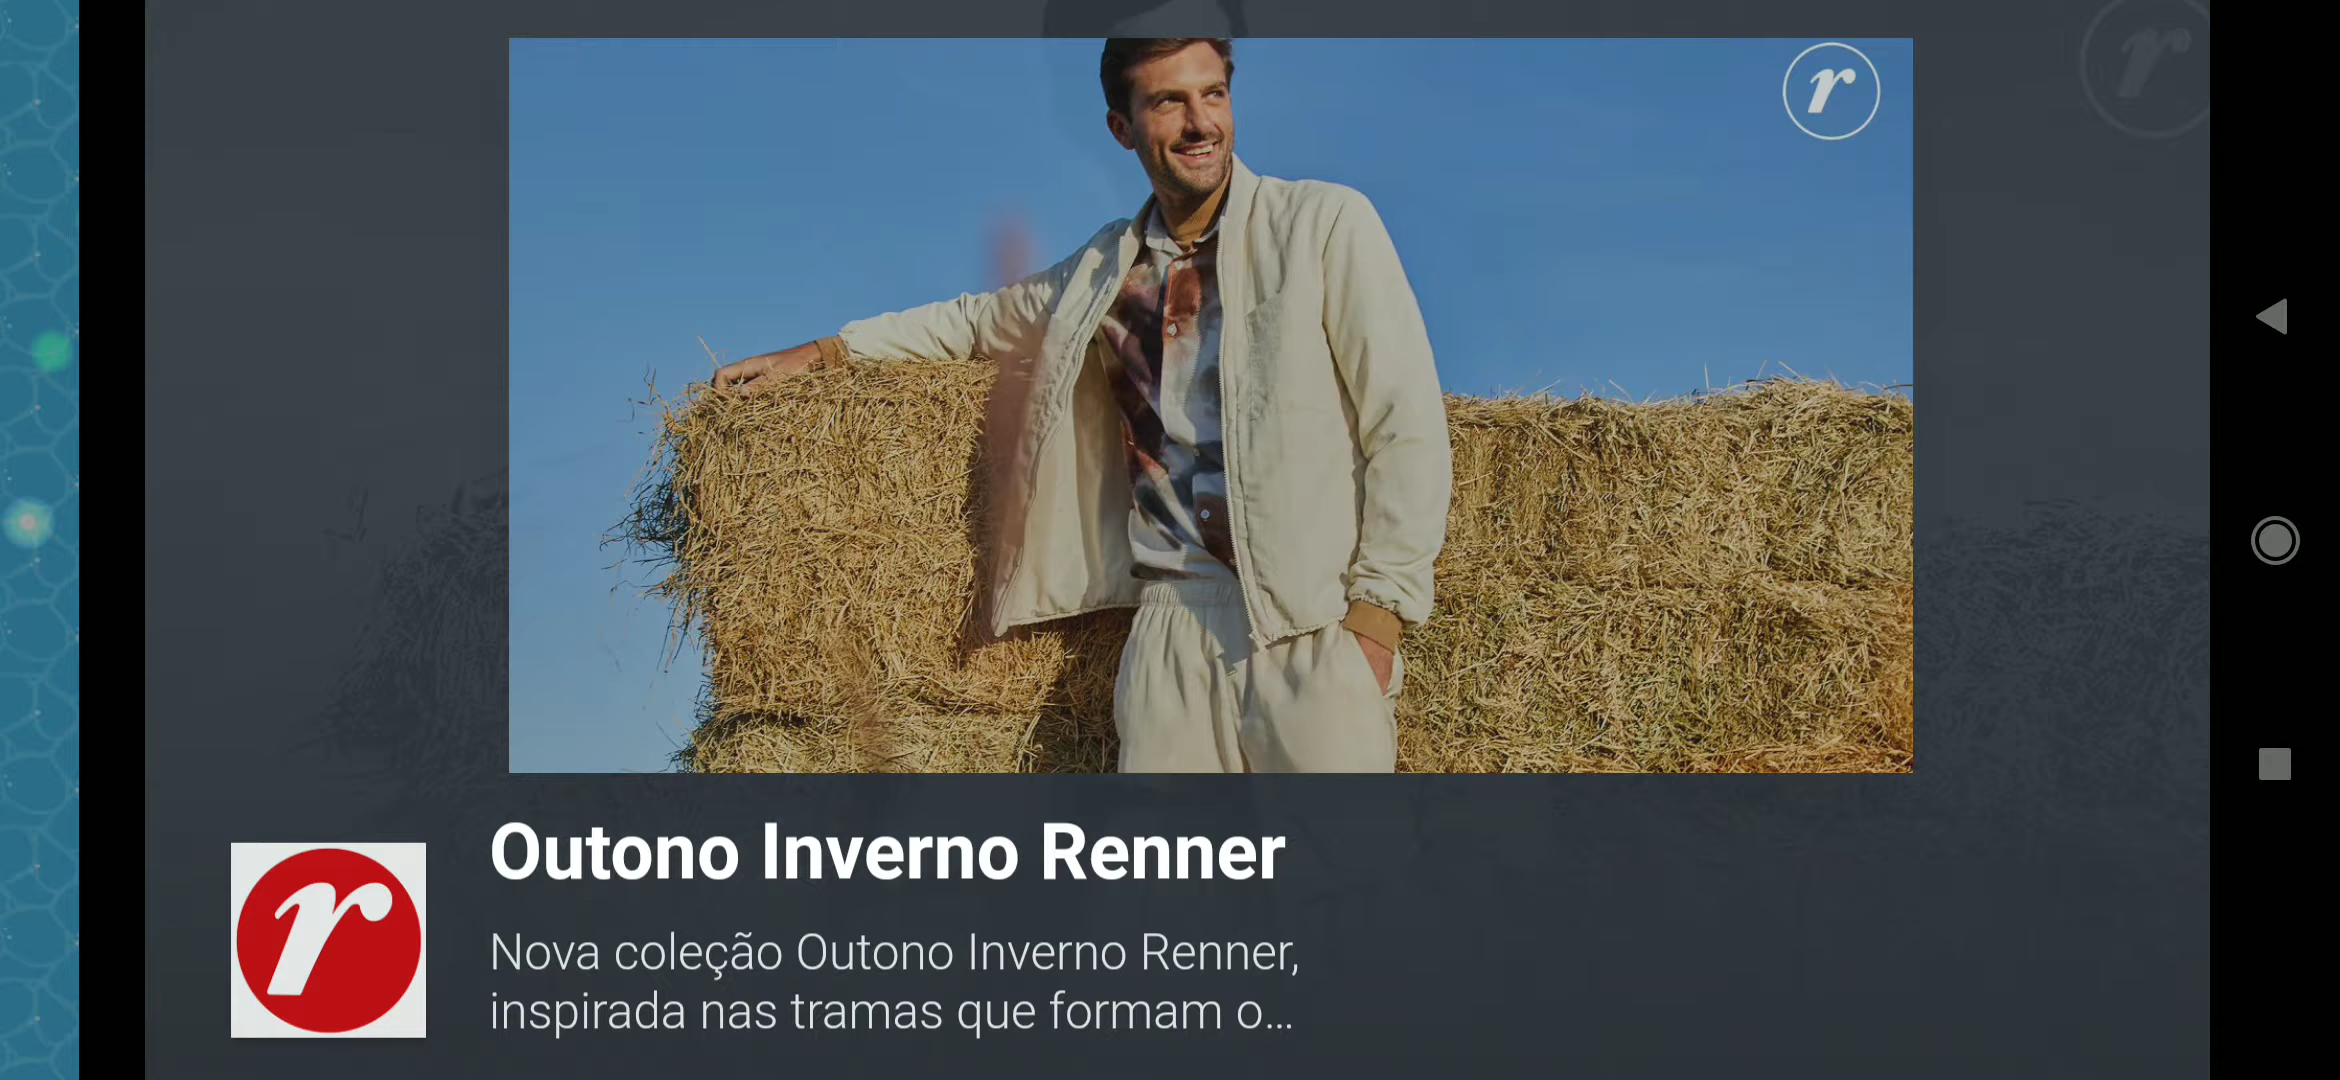 r
Outono Inverno Renner
r
Nova coleção Outono Inverno Renner,
inspirada nas tramas que formam o...